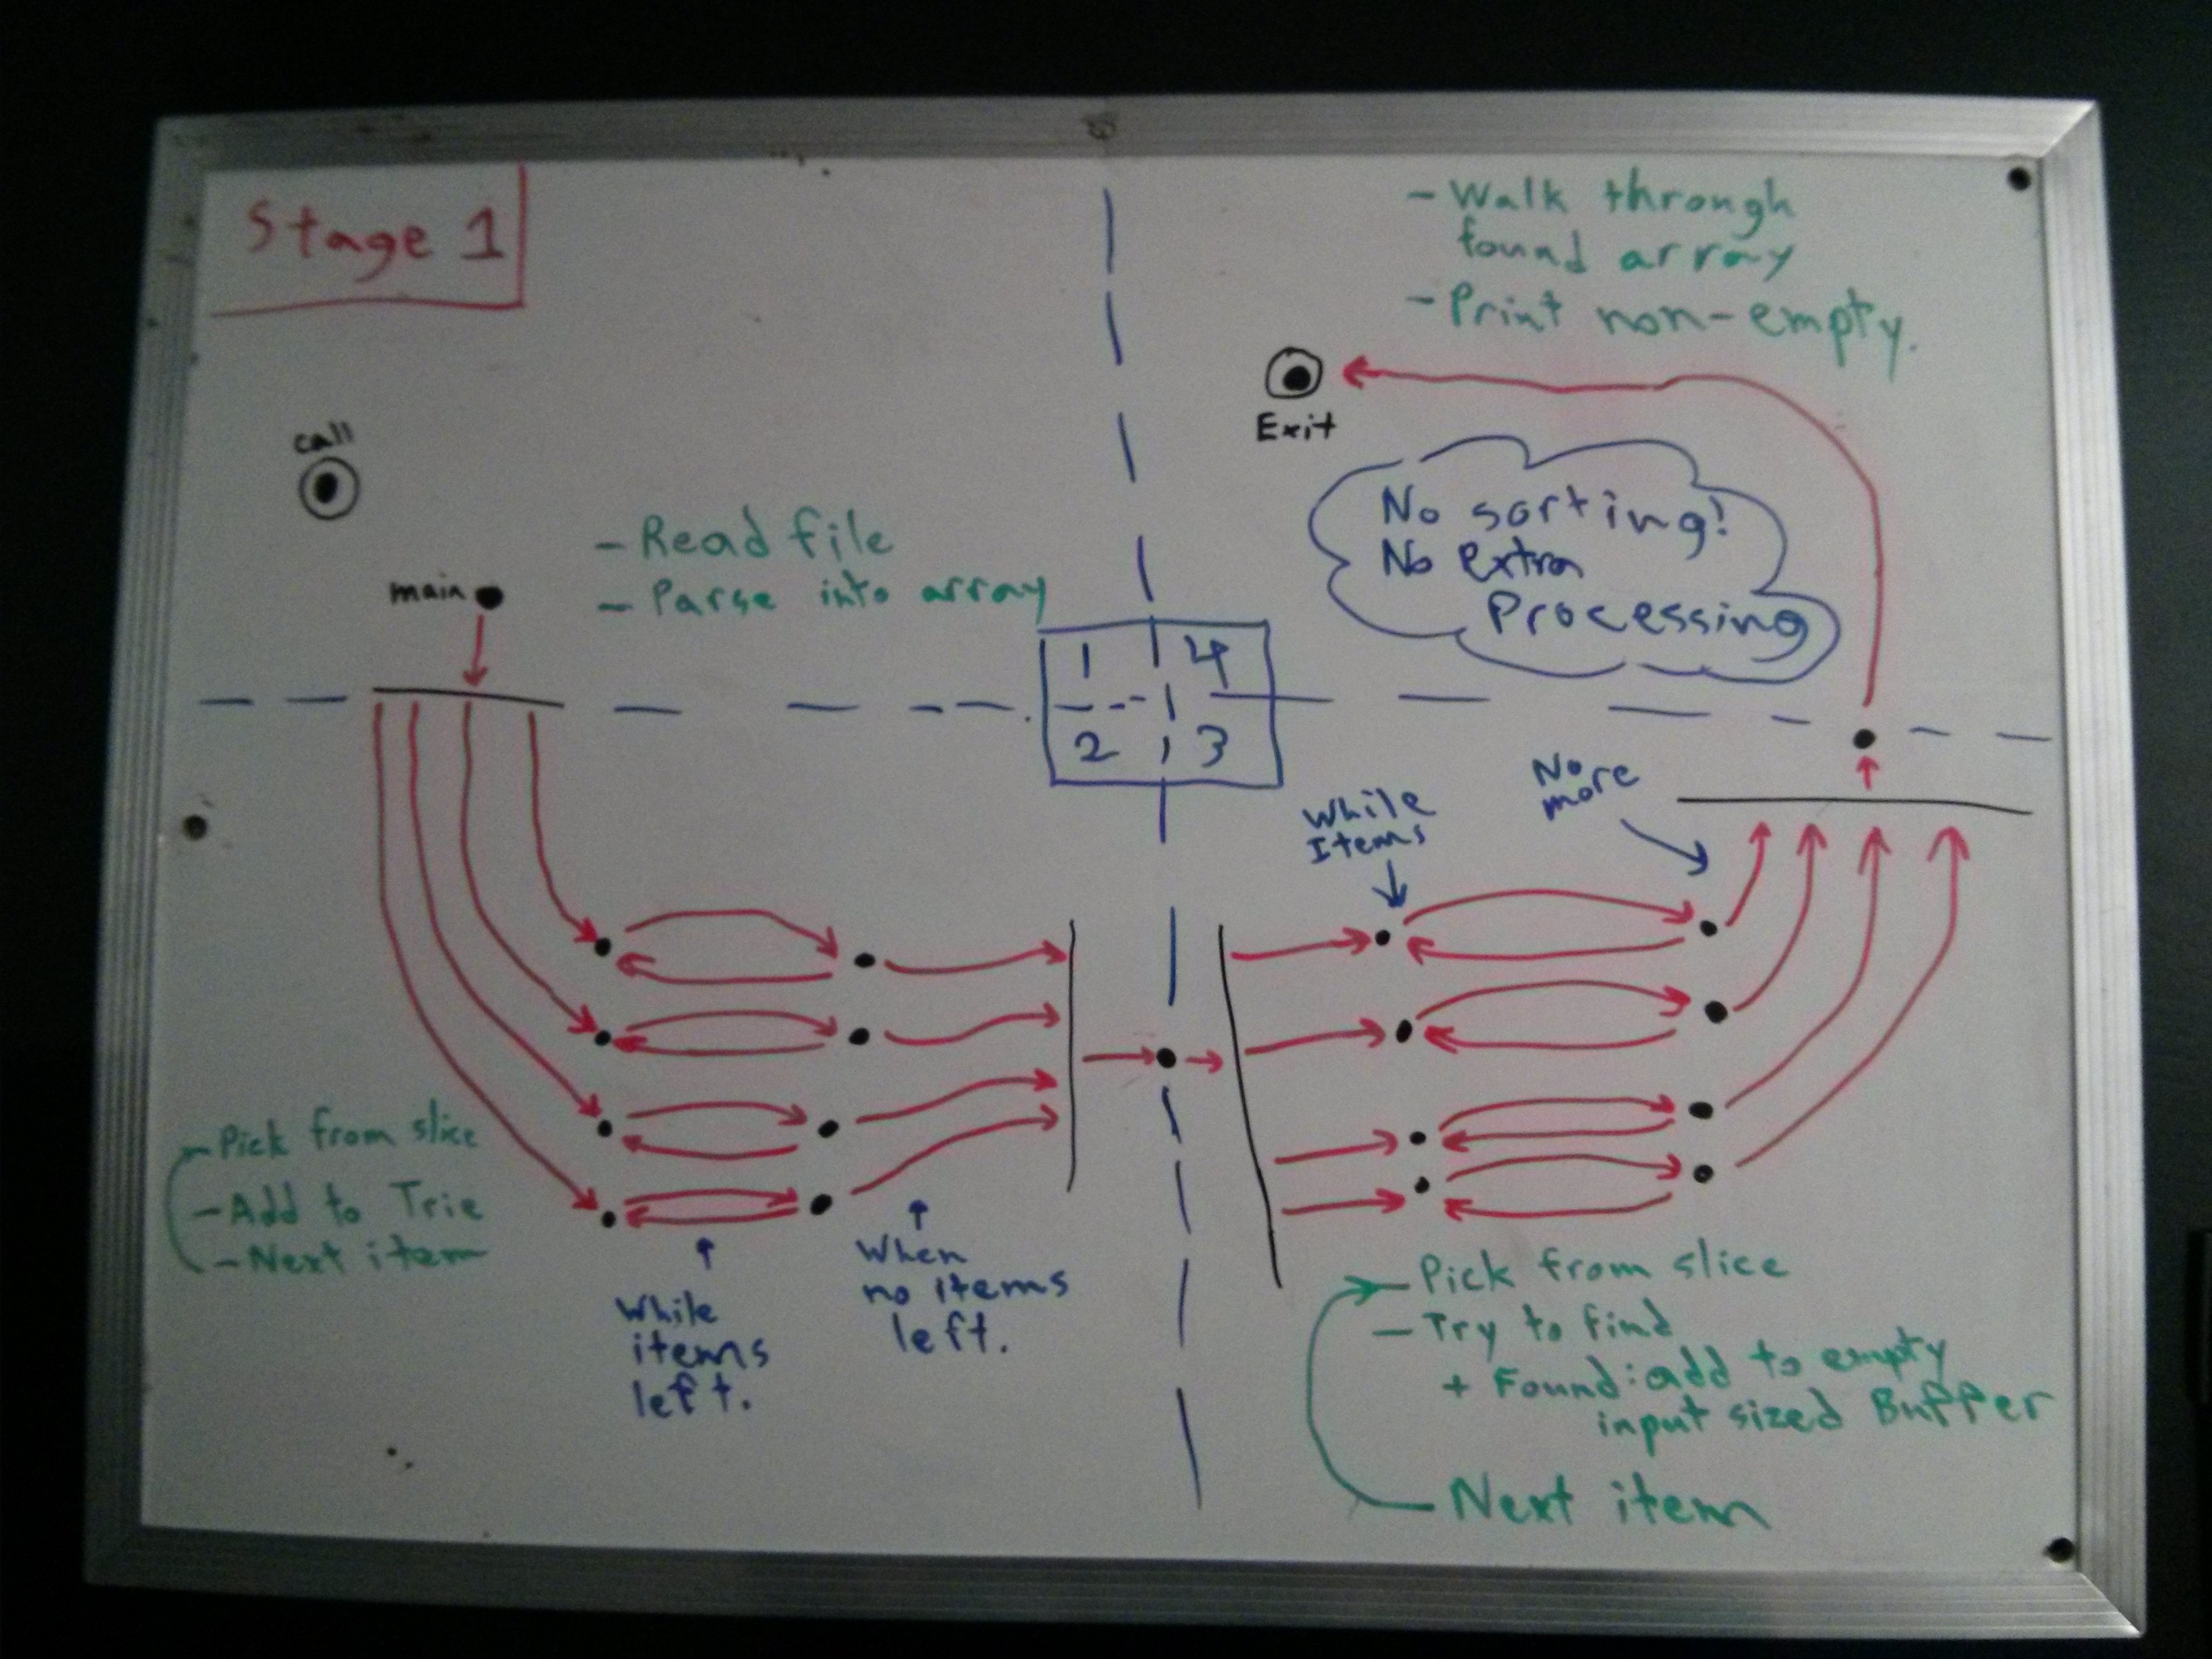 Stage 1
call
main
- Read file
- Parse into array
1
4
2
3
- Walk through
found array
- Print non-empty.
Exit
No sorting!
No extra
Processing
- Pick from slice
- Add to Trie
- Next item
While
items
left.
When
no items
left.
While
Items
No
more
- Pick from slice
- Try to find
+ Found: add to empty
input sized Buffer
Next item